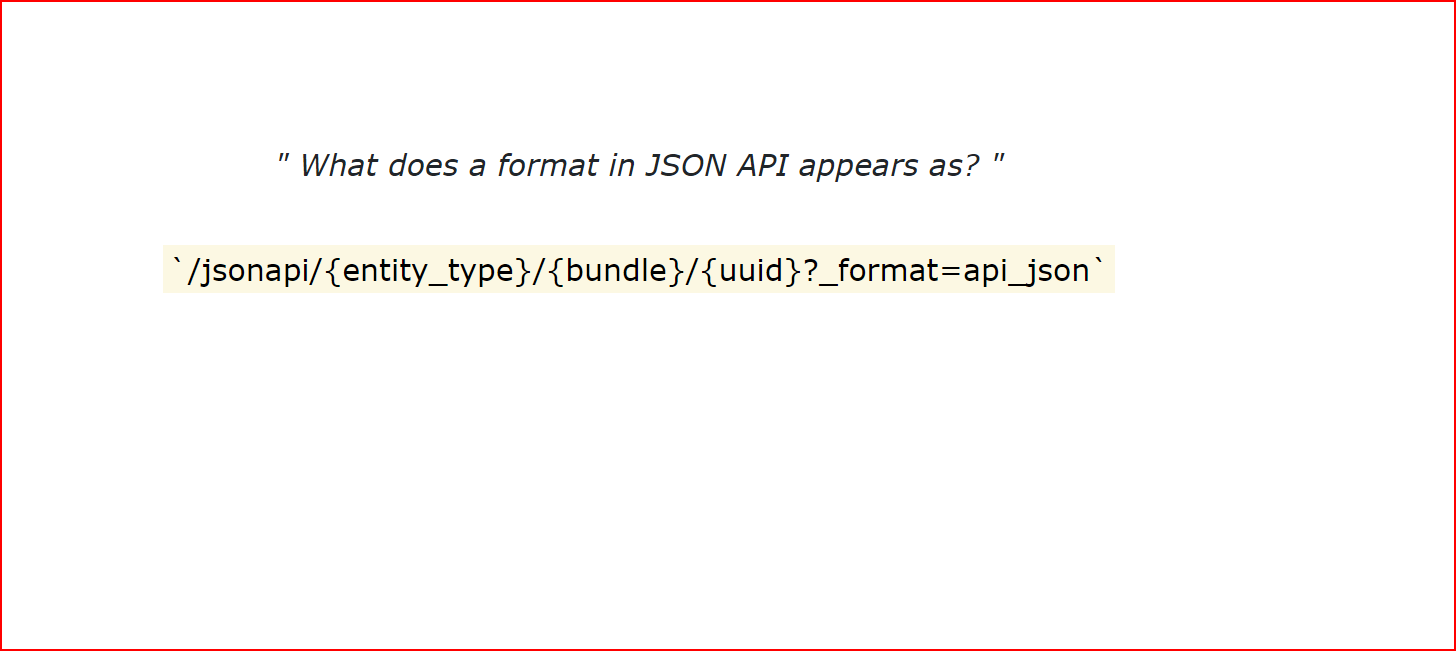 " What does a format in JSON API appears as? "
`/jsonapi/{entity_type}/{bundle}/{uuid}?_format=api_json`